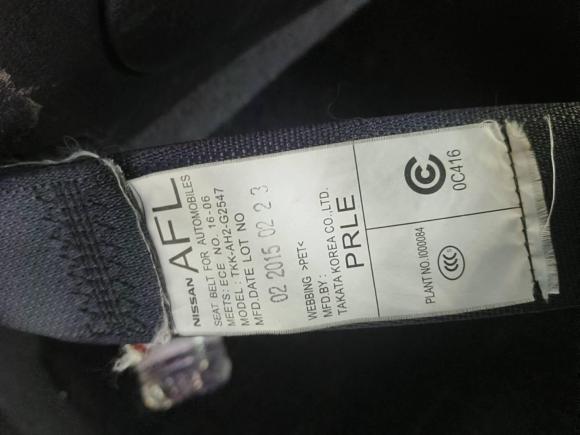 NISSAN AFL
SEAT BELT FOR AUTOMOBILES
MEETS: ECE NO. 16-06
MODEL : TKK-AH2-G2547
MFD.DATE LOT NO
02 2015 02 2 3
WEBBING >PET<
MFD.BY:
TAKATA KOREA CO.,LTD.
PRLE
PLANT NO.I000084
CCC
C
0C416